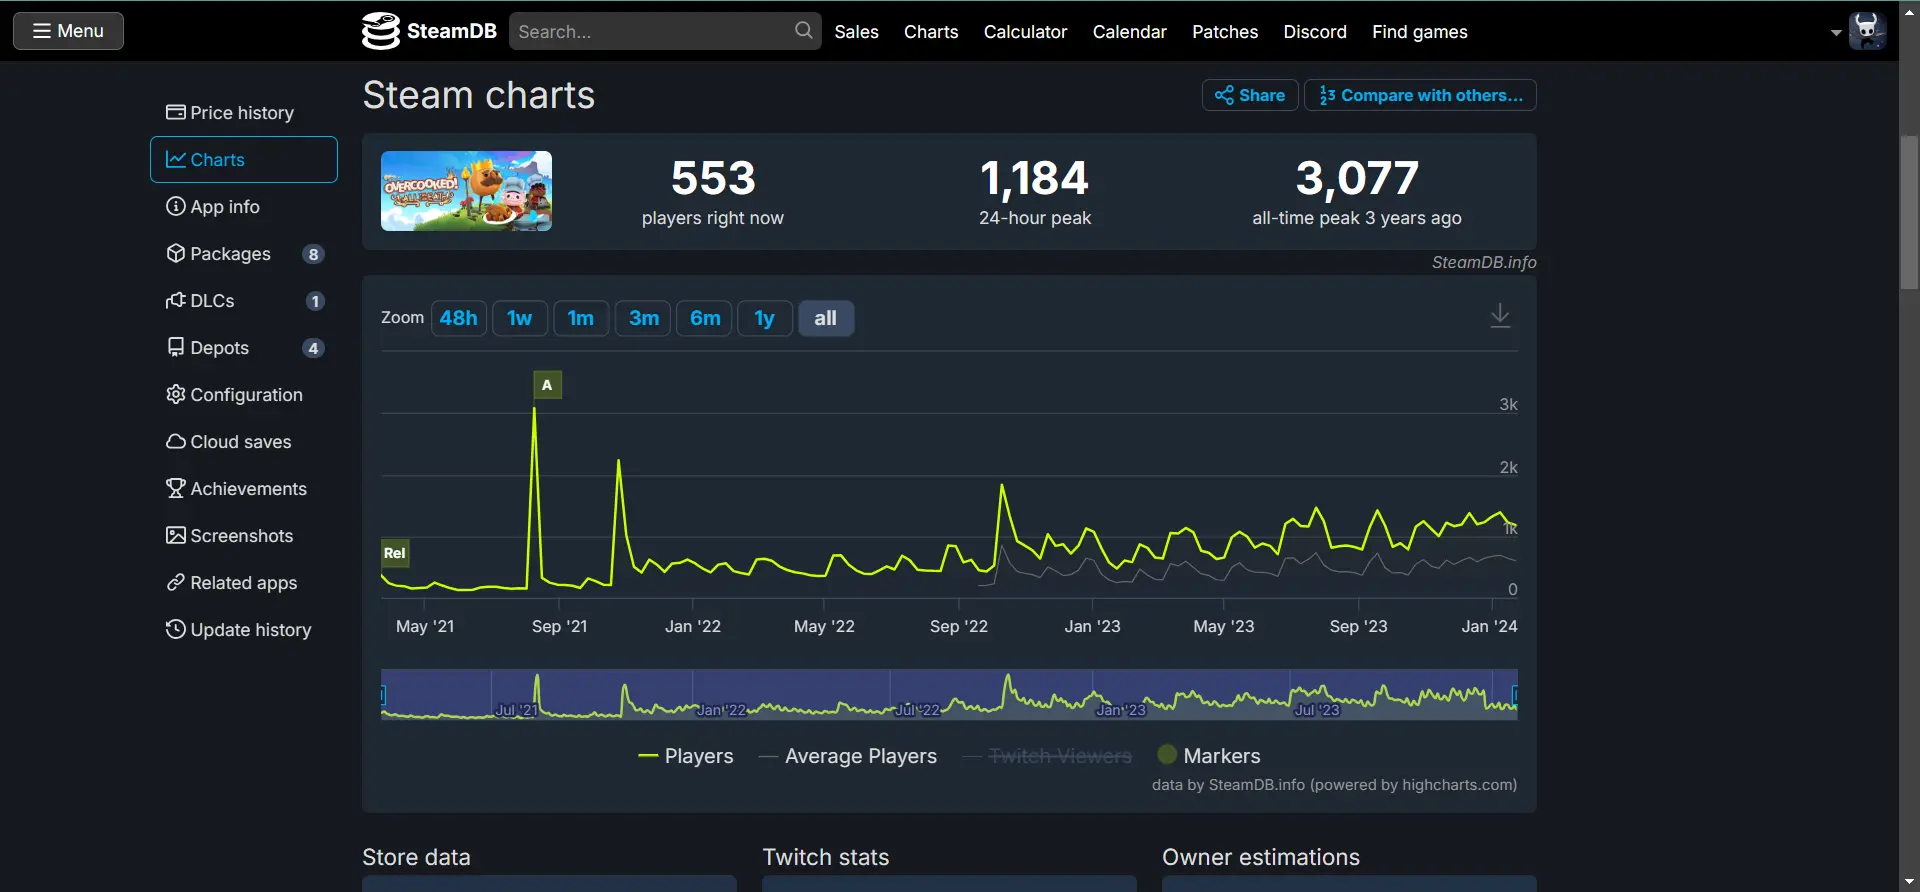 Menu
SteamDB
Search...
Sales
Charts
Calculator
Calendar
Patches
Discord
Find games
Price history
Charts
App info
Packages 8
DLCs 1
Depots 4
Configuration
Cloud saves
Achievements
Screenshots
Related apps
Update history
Steam charts
Share
Compare with others...
OVERCOOKED!
ALL YOU CAN EAT
553
players right now
1,184
24-hour peak
3,077
all-time peak 3 years ago
SteamDB.info
Zoom 48h 1w 1m 3m 6m 1y all
A
Rel
3k
2k
1k
0
May '21 Sep '21 Jan '22 May '22 Sep '22 Jan '23 May '23 Sep '23 Jan '24
Jul '21 Jan '22 Jul '22 Jan '23 Jul '23
Players Average Players Twitch Viewers Markers
data by SteamDB.info (powered by highcharts.com)
Store data
Twitch stats
Owner estimations